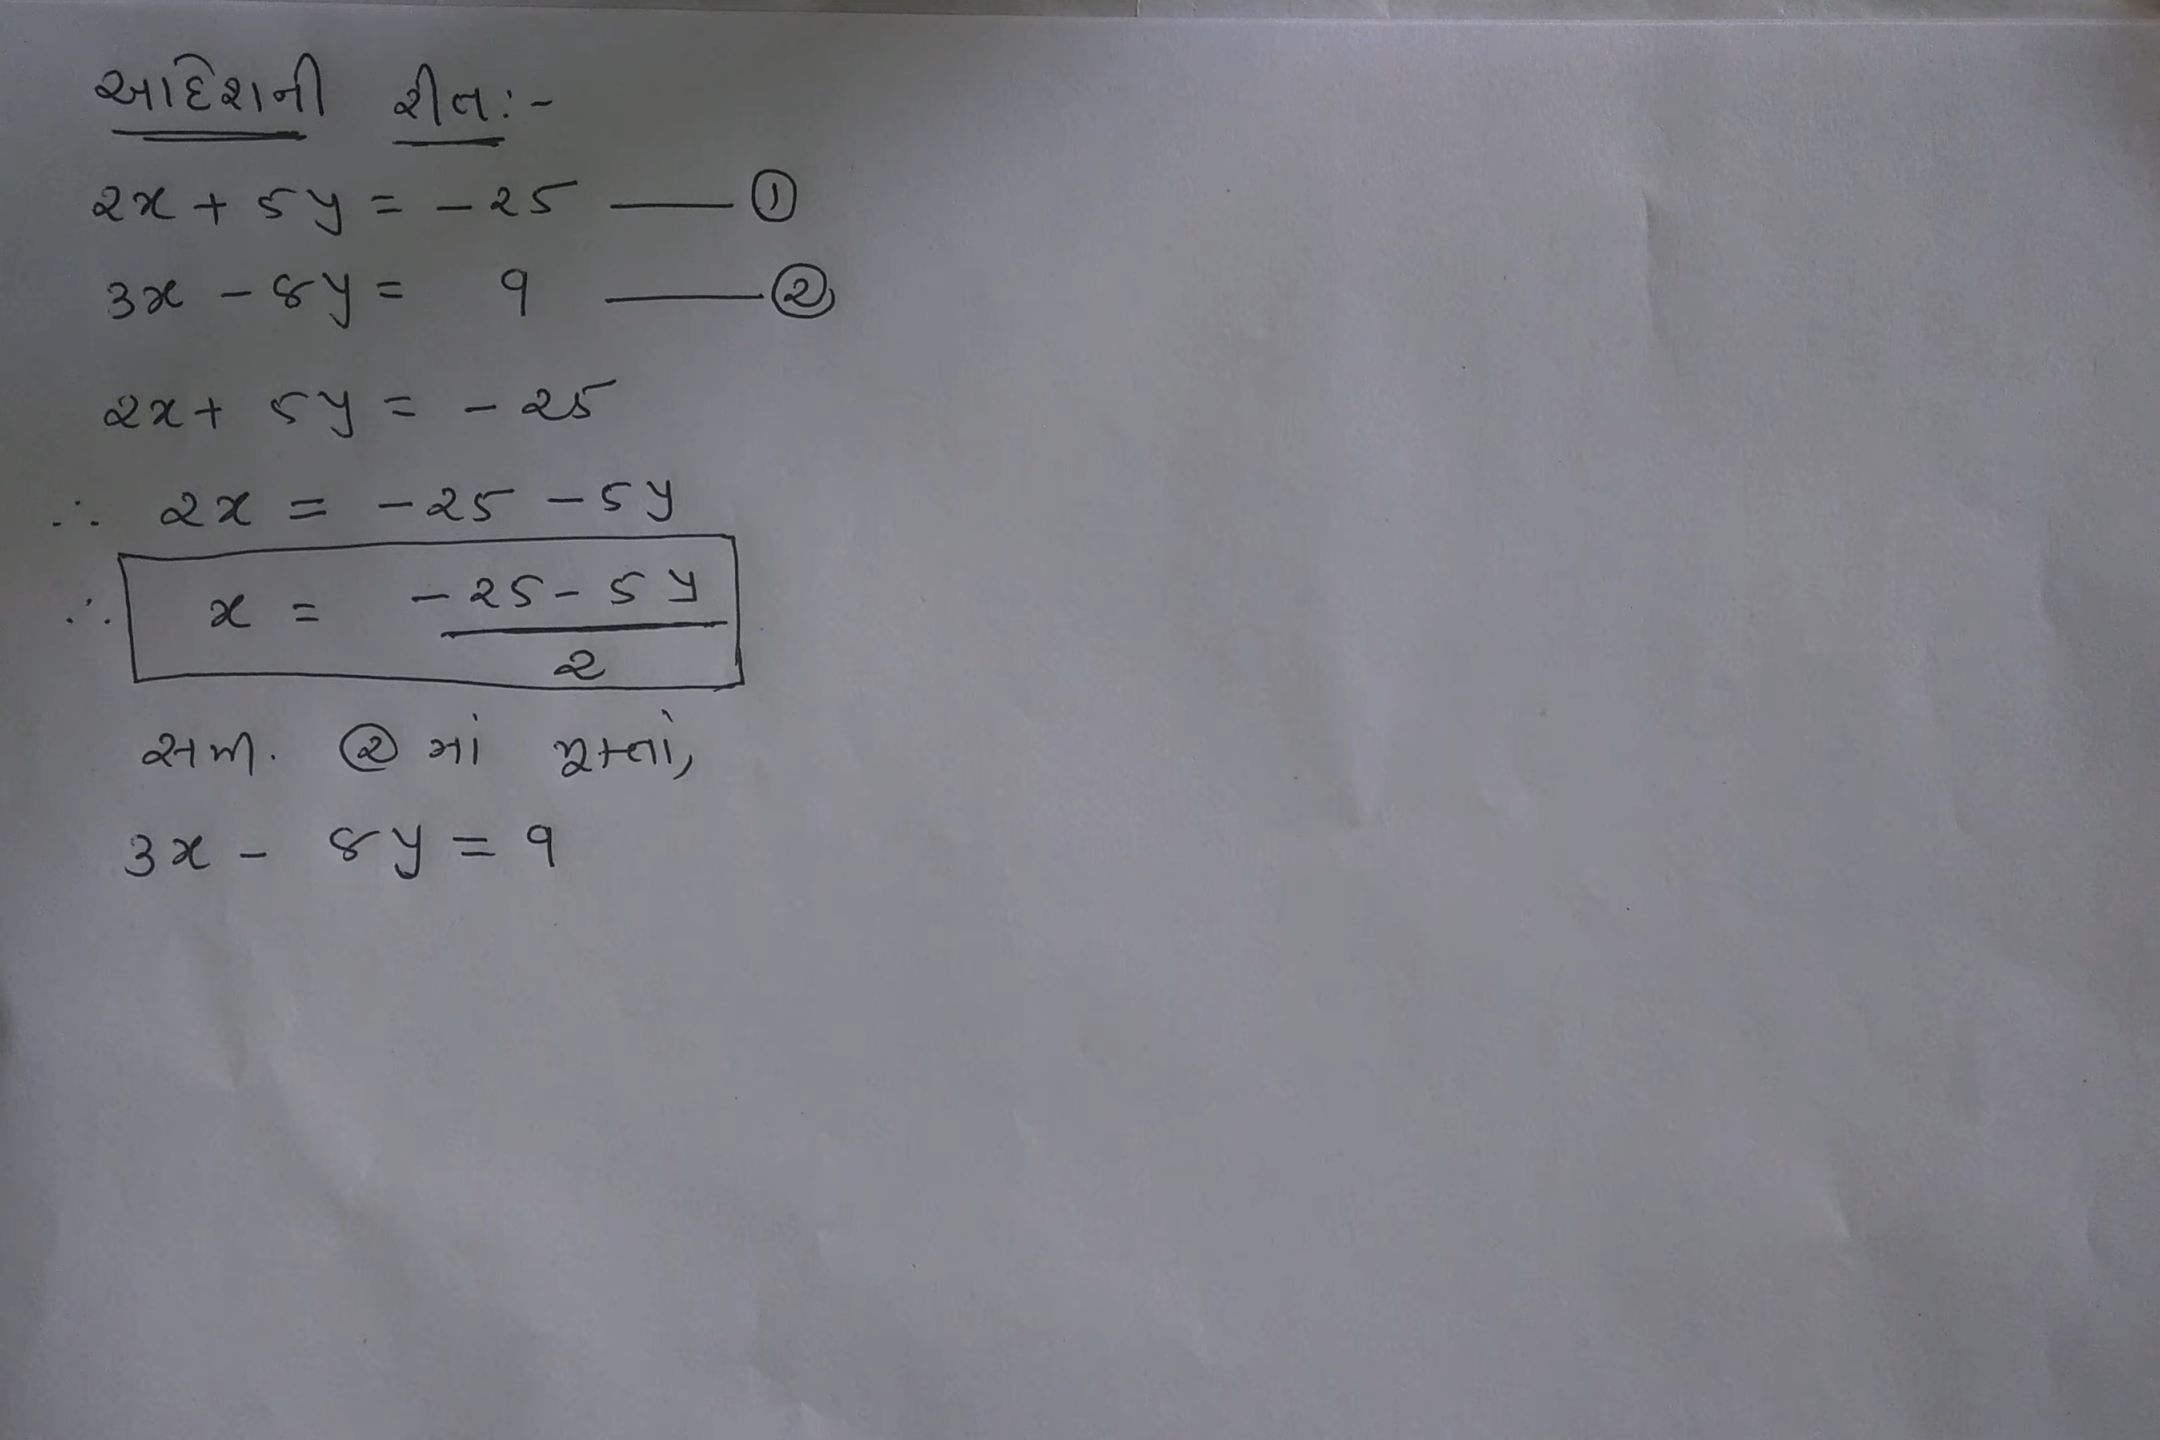 આદેશની રીત :-
2x + 5y = - 25 —— ①
3x - 8y = 9 —— ②
2x + 5y = - 25
∴ 2x = - 25 - 5y
∴ x = - 25 - 5y
2
સમી. ② માં મૂકતાં,
3x - 8y = 9